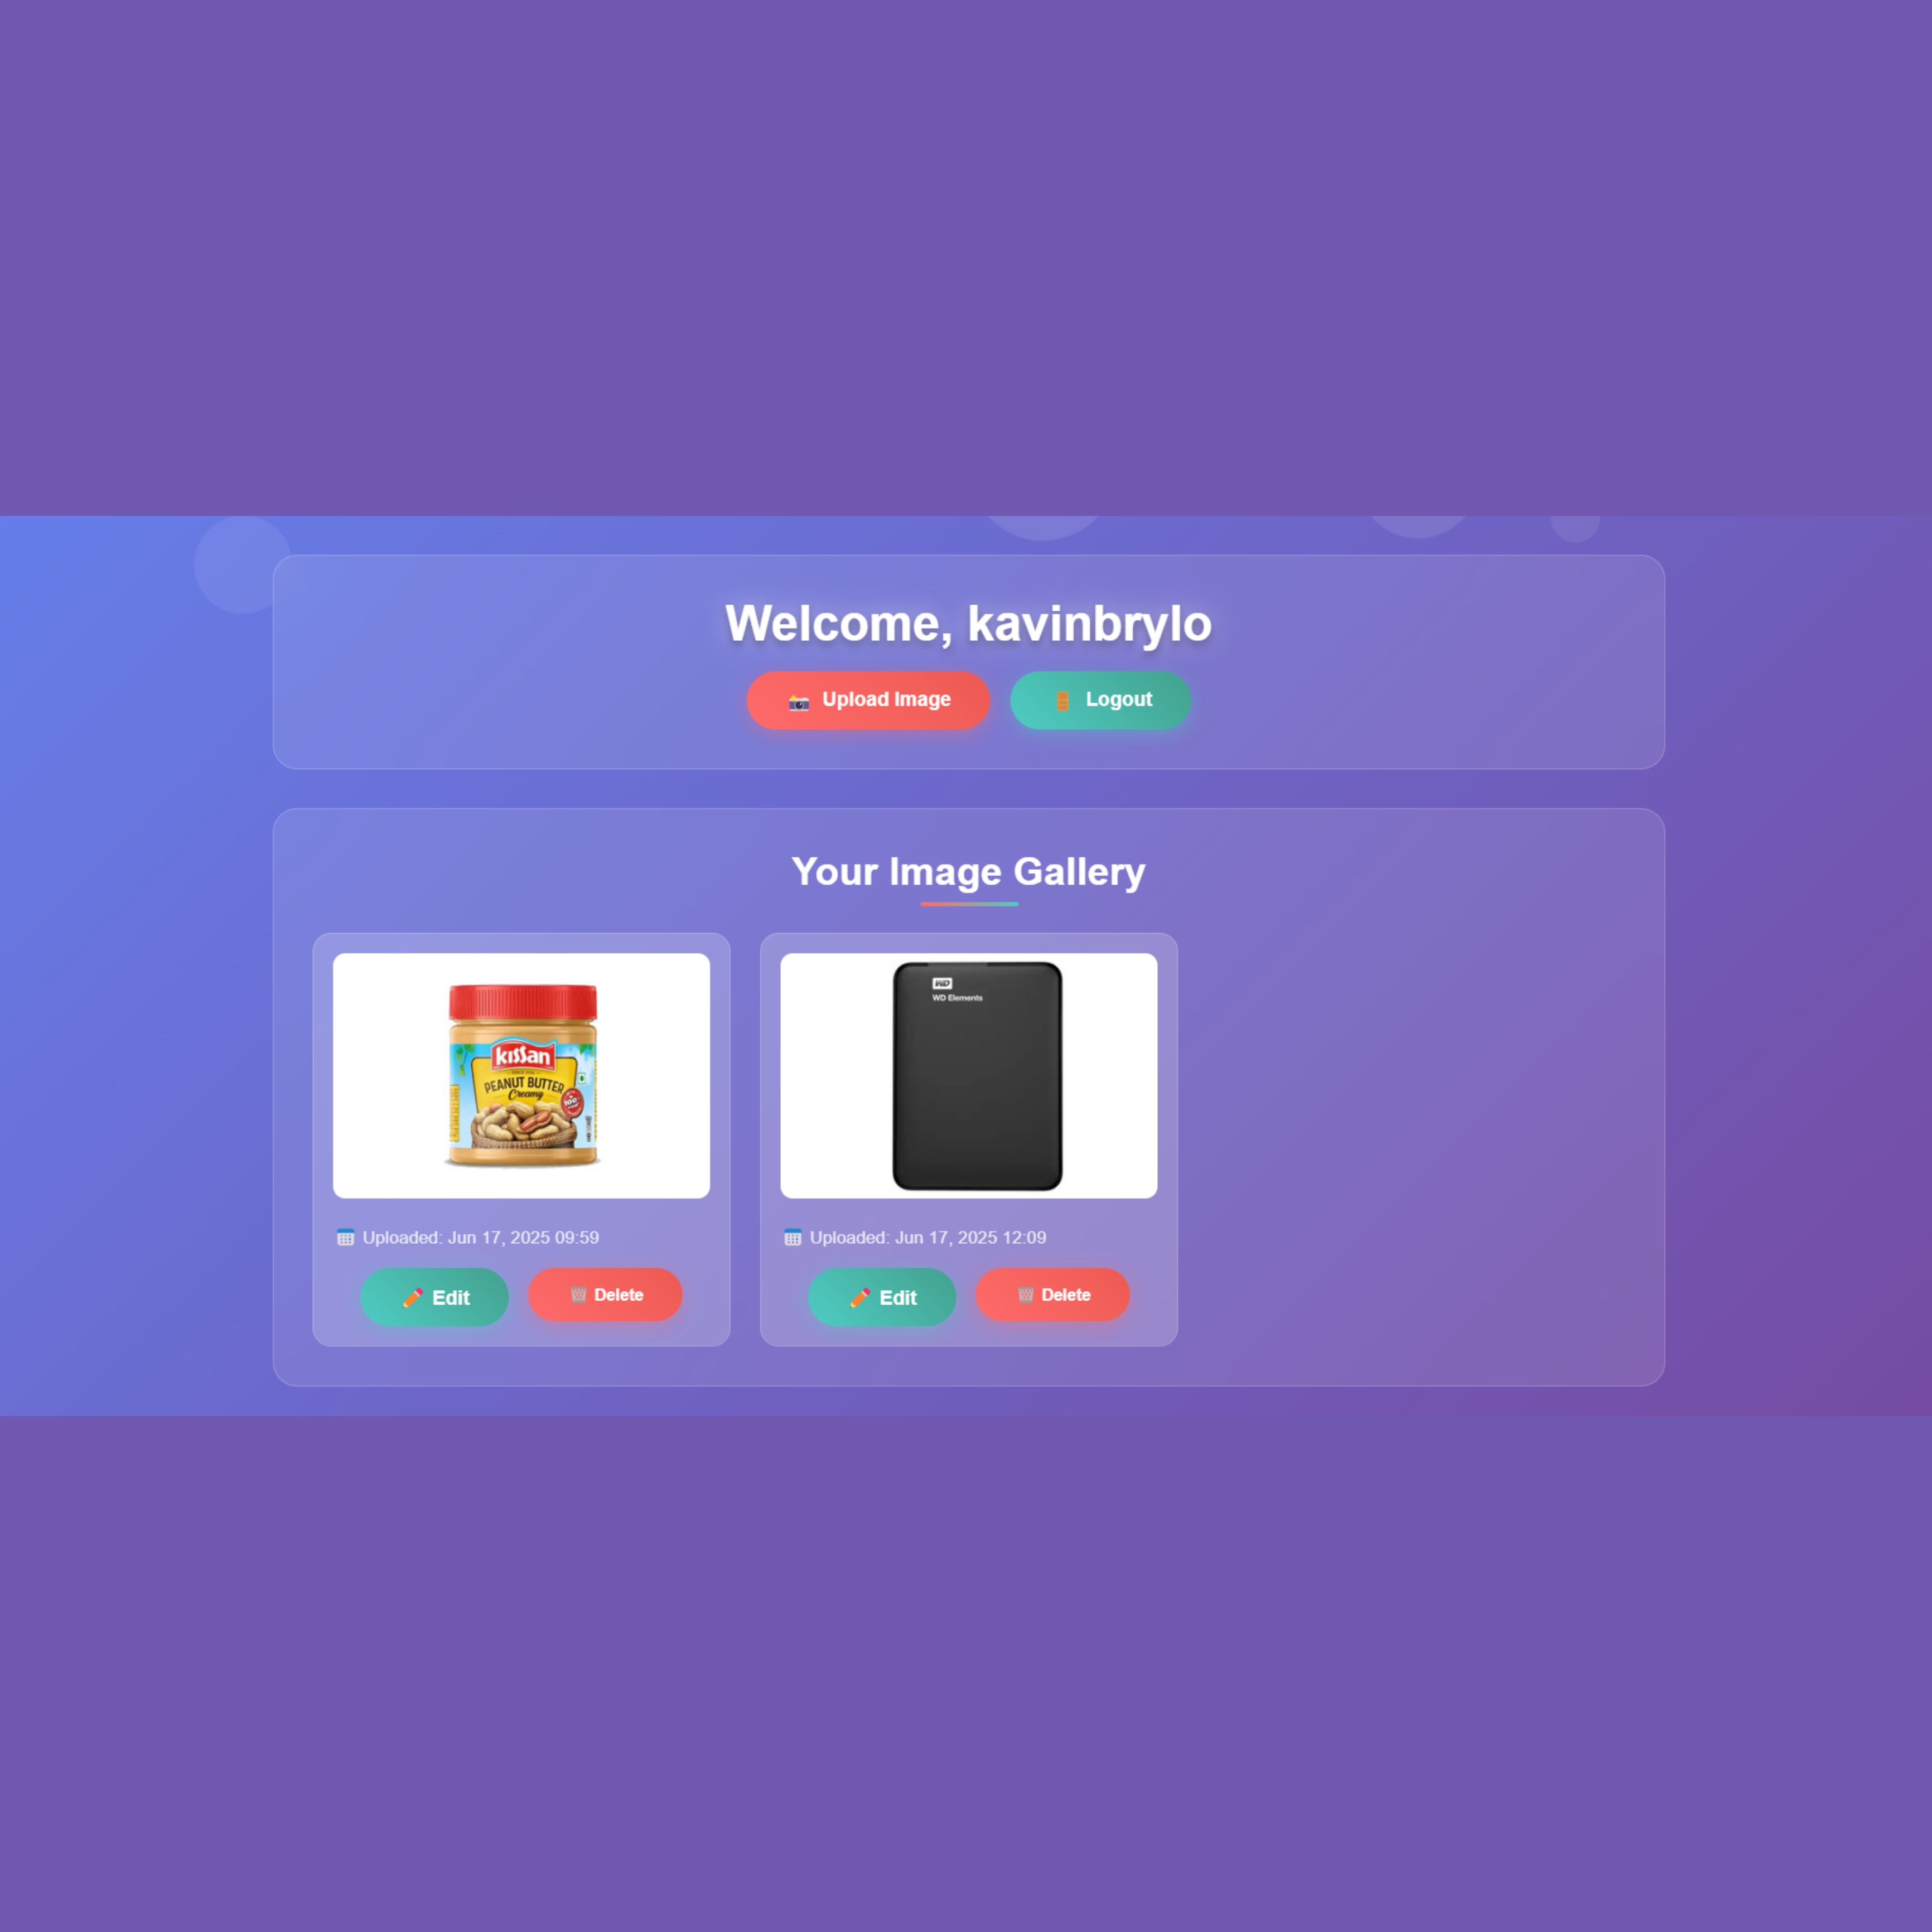 Welcome, kavinbrylo
Upload Image
Logout
Your Image Gallery
kissan
PEANUT BUTTER
Creamy
100%
WD
WD Elements
Uploaded: Jun 17, 2025 09:59
Uploaded: Jun 17, 2025 12:09
Edit
Delete
Edit
Delete